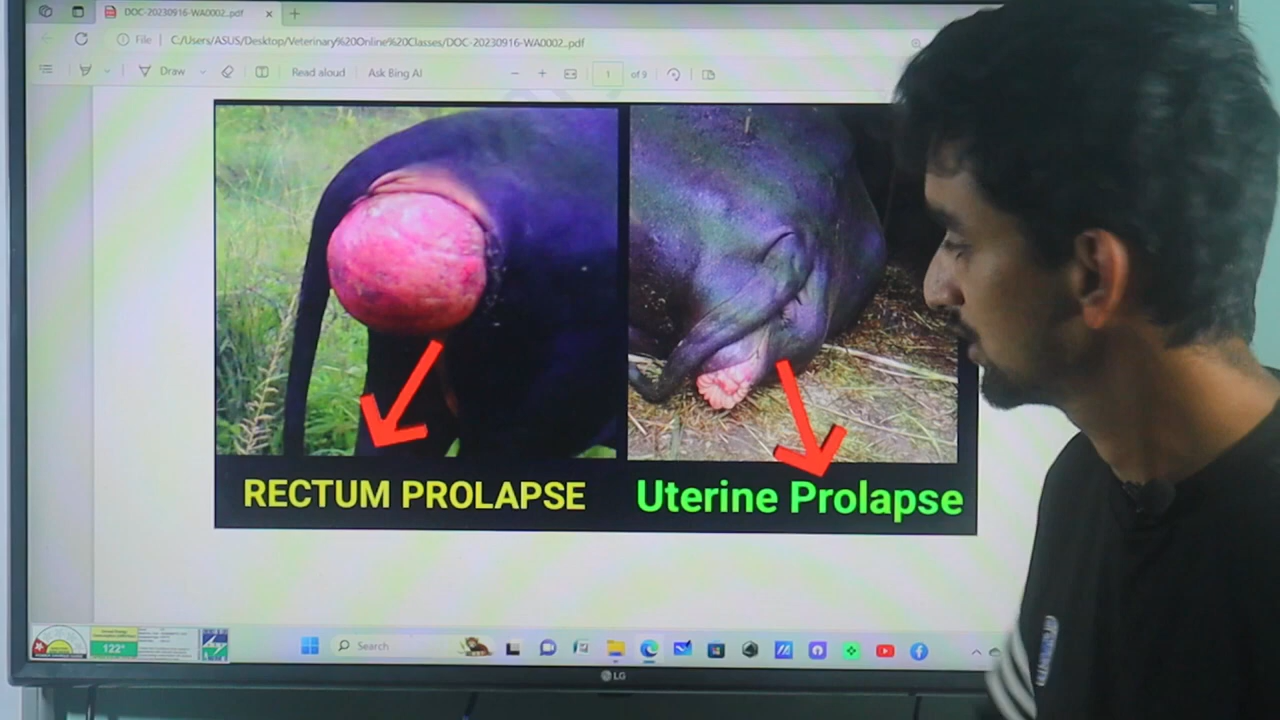 DOC-20230916-WA0002..pdf
File
C:/Users/ASUS/Desktop/Veterinary%20Online%20Classes/DOC-20230916-WA0002..pdf
Draw
Read aloud
Ask Bing AI
1
of 9
RECTUM PROLAPSE
Uterine Prolapse
122*
Search
LG